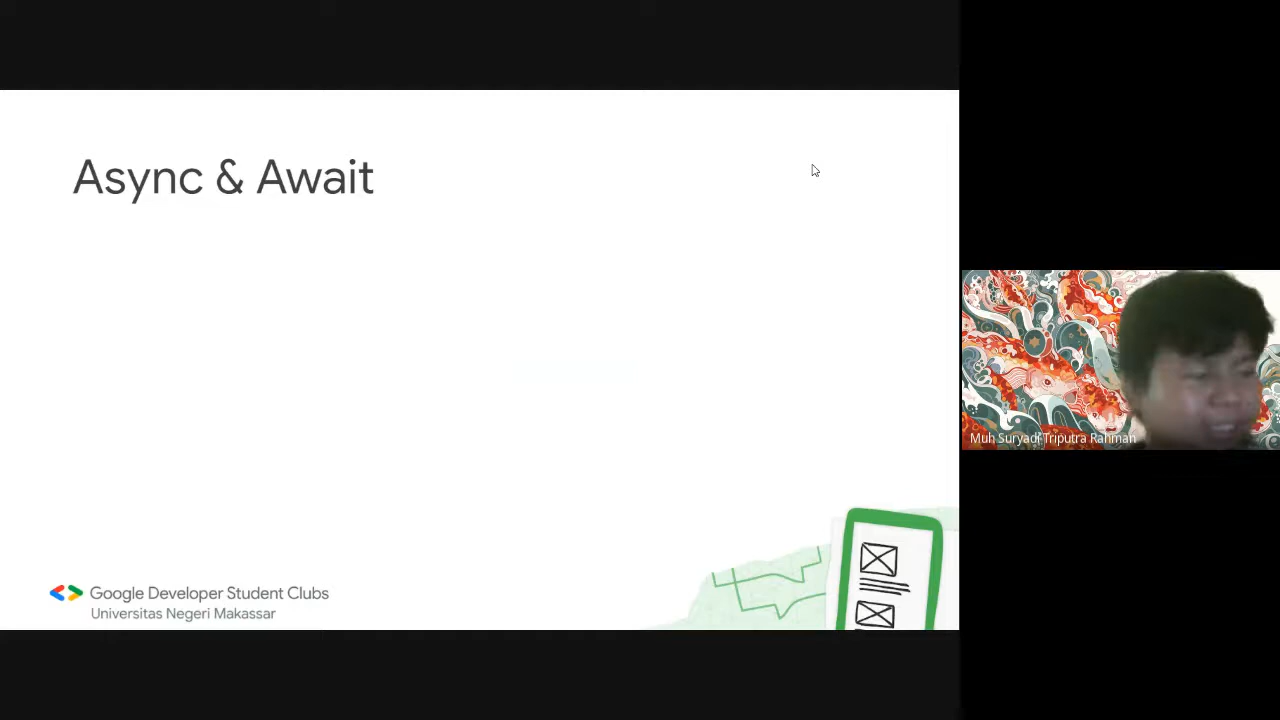 Async & Await
Muh Suryadi Triputra Rahman
Google Developer Student Clubs
Universitas Negeri Makassar